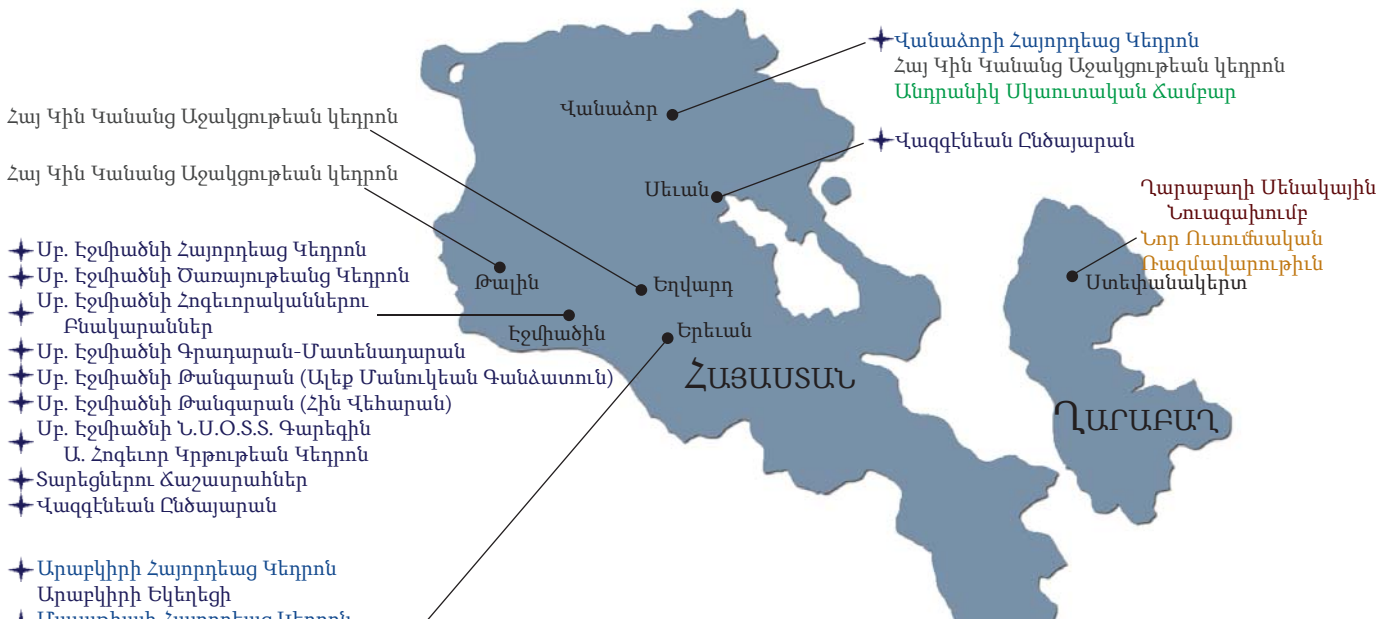 Վանաձորի Հայորդեաց Կեդրոն
Հայ Կին Կանանց Աջակցութեան կեդրոն
Անդրանիկ Սկաուտական Ճամբար
Հայ Կին Կանանց Աջակցութեան կեդրոն
Վանաձոր
Վազգէնեան Ընծայարան
Հայ Կին Կանանց Աջակցութեան կեդրոն
Սեւան
Ղարաբաղի Սենակային
Նուագախումբ
Նոր Ուսումնական
Ռազմավարութիւն
Ստեփանակերտ
Սբ. Էջմիածնի Հայորդեաց Կեդրոն
Սբ. Էջմիածնի Ծառայութեանց Կեդրոն
Սբ. Էջմիածնի Հոգեւորականներու
Բնակարաններ
Սբ. Էջմիածնի Գրադարան-Մատենադարան
Սբ. Էջմիածնի Թանգարան (Ալեք Մանուկեան Գանձատուն)
Սբ. Էջմիածնի Թանգարան (Հին Վեհարան)
Սբ. Էջմիածնի Ն.Ս.Օ.Տ.Տ. Գարեգին
Ա. Հոգեւոր Կրթութեան Կեդրոն
Տարեցներու Ճաշասրահներ
Վազգէնեան Ընծայարան
Թալին
Եղվարդ
Էջմիածին
Երեւան
ՀԱՅԱՍՏԱՆ
ՂԱՐԱԲԱՂ
Արաբկիրի Հայորդեաց Կեդրոն
Արաբկիրի Եկեղեցի